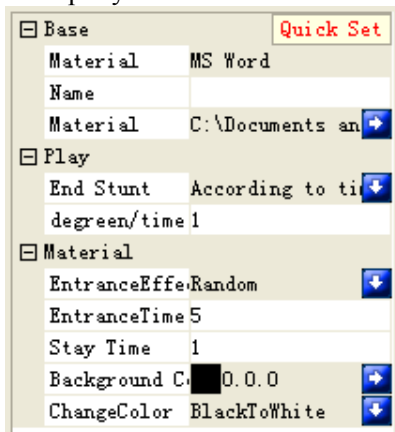 Base Quick Set
Material MS Word
Name
Material C:\Documents an
Play
End Stunt According to ti
degreen/time 1
Material
EntranceEffe Random
EntranceTime 5
Stay Time 1
Background C 0.0.0
ChangeColor BlackToWhite